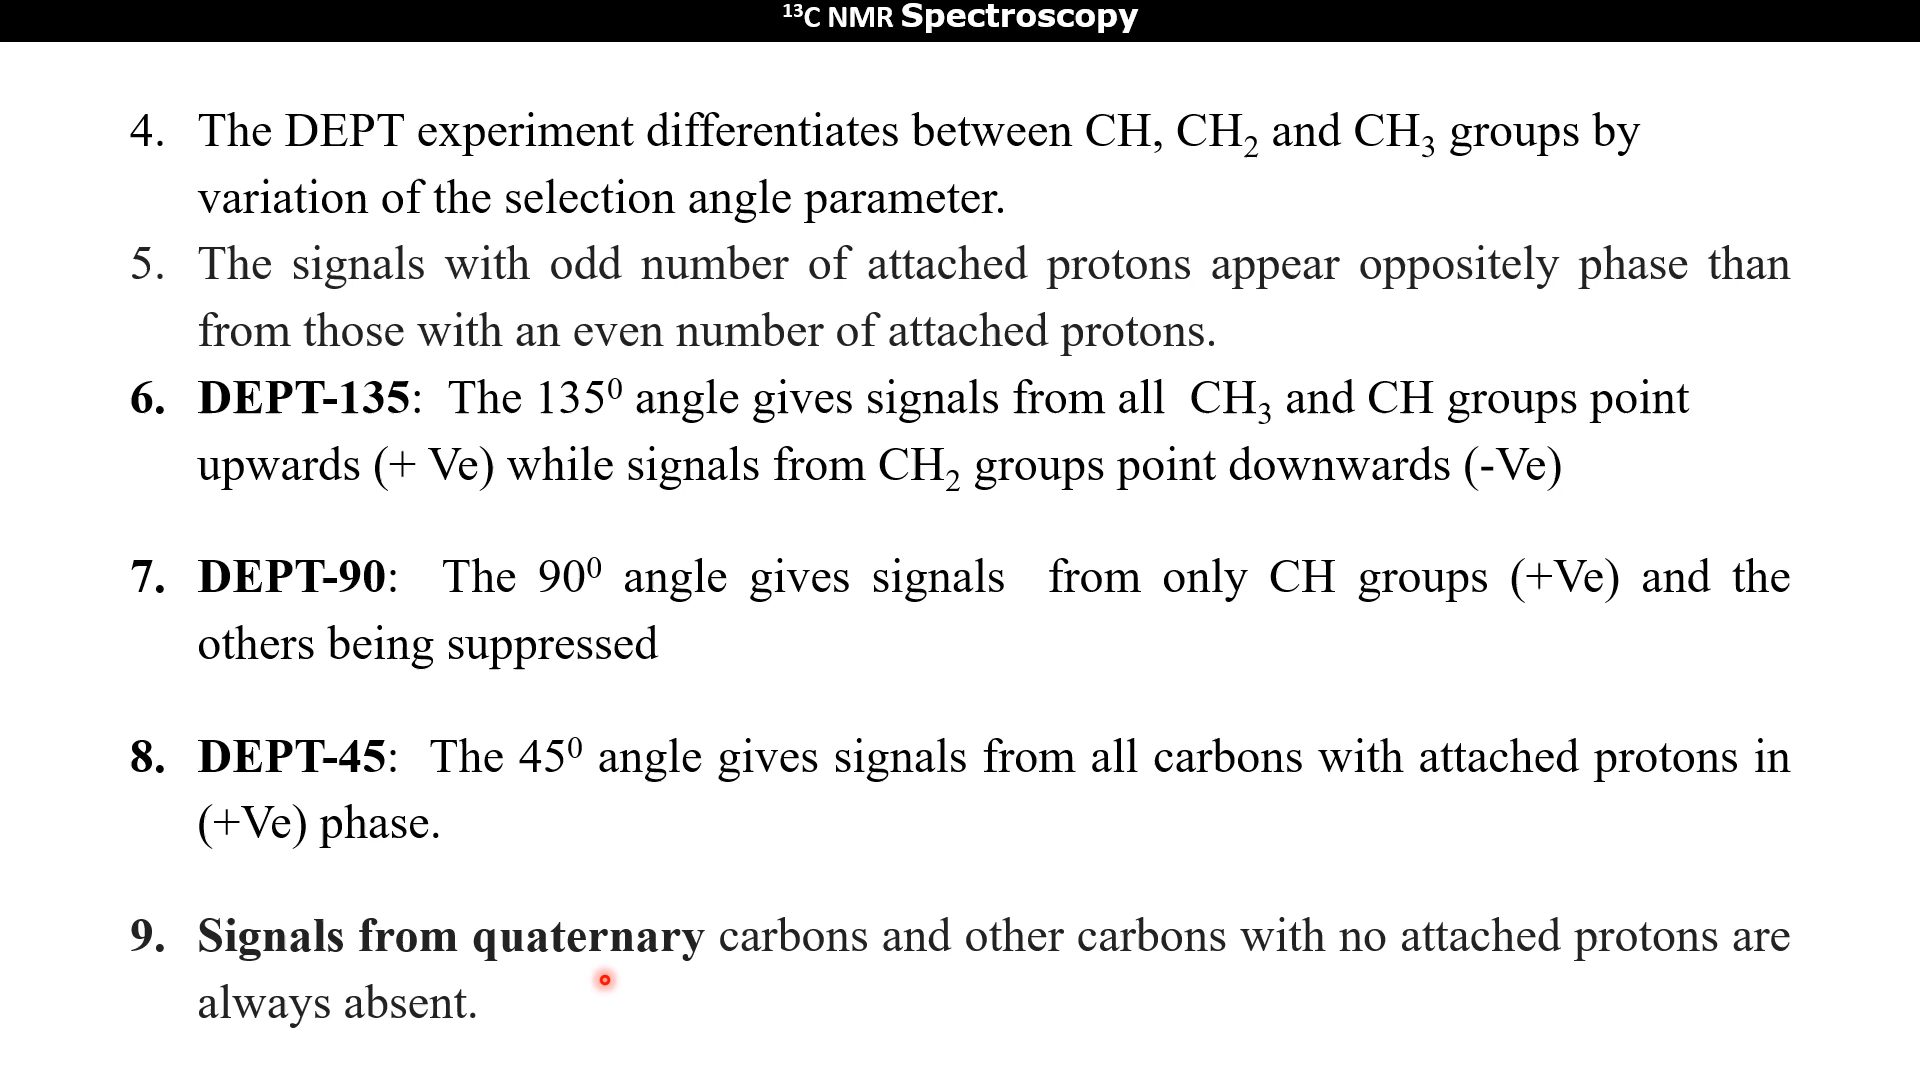 ¹³C NMR Spectroscopy
4. The DEPT experiment differentiates between CH, CH₂ and CH₃ groups by
variation of the selection angle parameter.
5. The signals with odd number of attached protons appear oppositely phase than
from those with an even number of attached protons.
6. DEPT-135: The 135⁰ angle gives signals from all CH₃ and CH groups point
upwards (+ Ve) while signals from CH₂ groups point downwards (-Ve)
7. DEPT-90: The 90⁰ angle gives signals from only CH groups (+Ve) and the
others being suppressed
8. DEPT-45: The 45⁰ angle gives signals from all carbons with attached protons in
(+Ve) phase.
9. Signals from quaternary carbons and other carbons with no attached protons are
always absent.